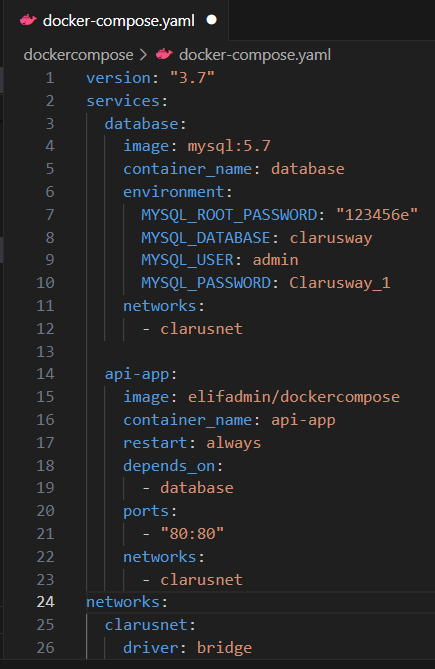 docker-compose.yaml
dockercompose > docker-compose.yaml
1 version: "3.7"
2 services:
3   database:
4     image: mysql:5.7
5     container_name: database
6     environment:
7       MYSQL_ROOT_PASSWORD: "123456e"
8       MYSQL_DATABASE: clarusway
9       MYSQL_USER: admin
10       MYSQL_PASSWORD: Clarusway_1
11     networks:
12       - clarusnet
13
14   api-app:
15     image: elifadmin/dockercompose
16     container_name: api-app
17     restart: always
18     depends_on:
19       - database
20     ports:
21       - "80:80"
22     networks:
23       - clarusnet
24 networks:
25   clarusnet:
26     driver: bridge